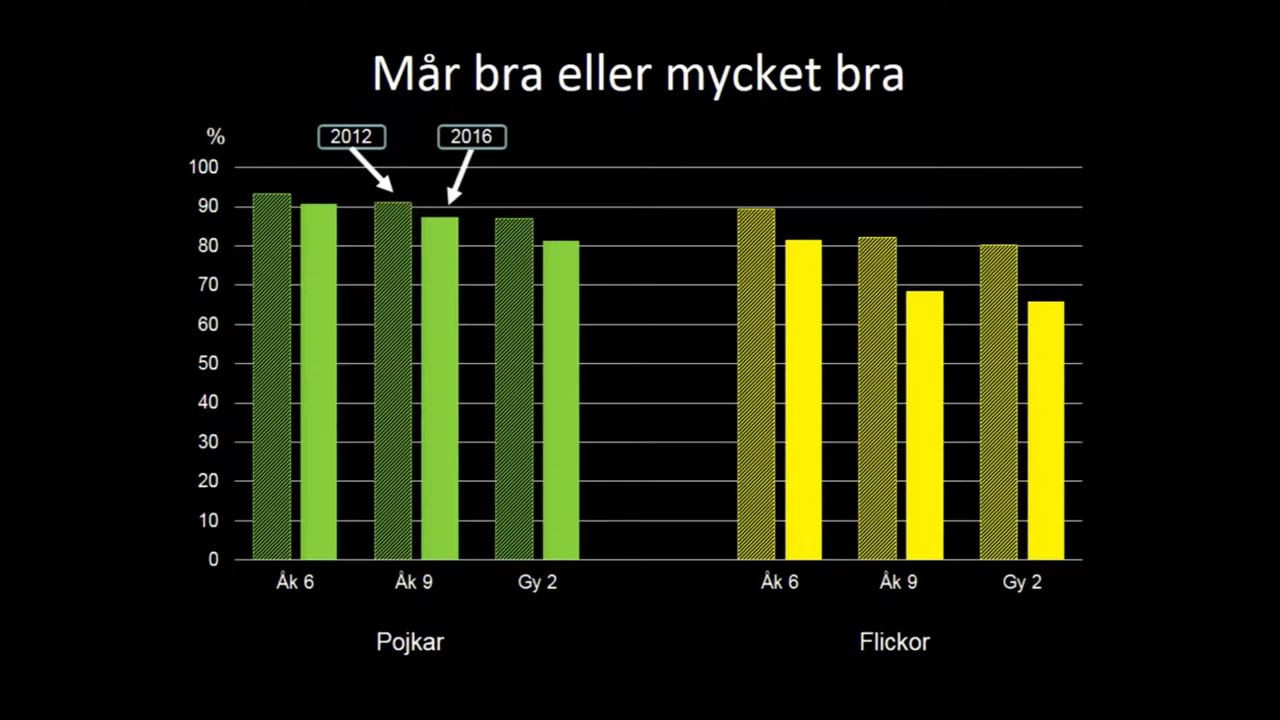 Mår bra eller mycket bra
%
2012
2016
100
90
80
70
60
50
40
30
20
10
0
Åk 6
Åk 9
Gy 2
Åk 6
Åk 9
Gy 2
Pojkar
Flickor